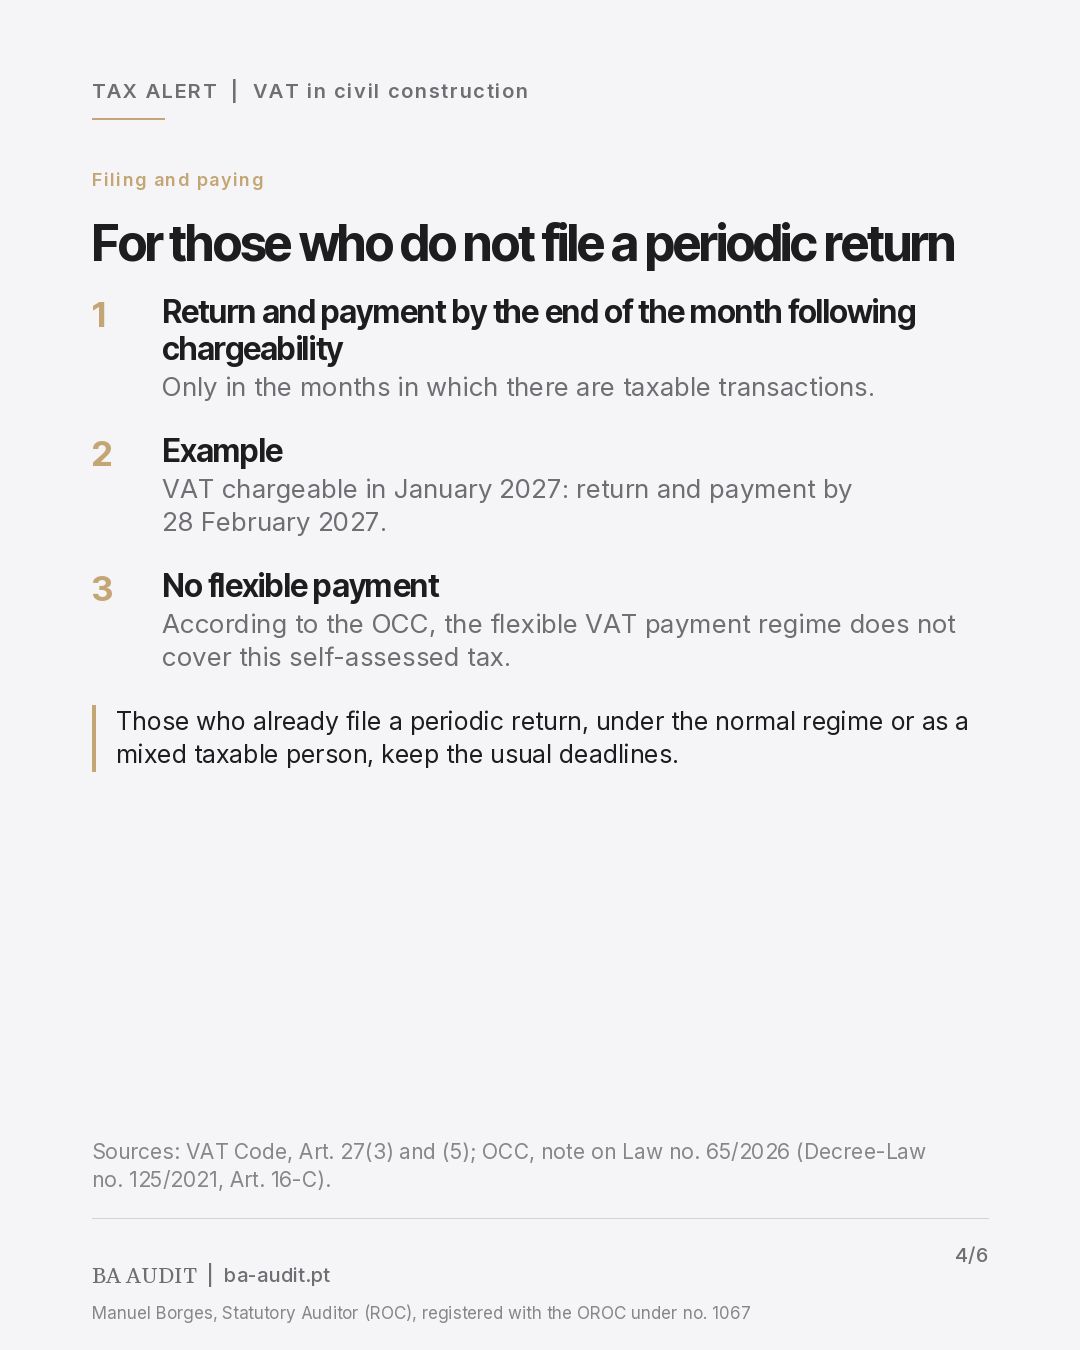 TAX ALERT | VAT in civil construction
Filing and paying
For those who do not file a periodic return
1 Return and payment by the end of the month following
chargeability
Only in the months in which there are taxable transactions.
2 Example
VAT chargeable in January 2027: return and payment by
28 February 2027.
3 No flexible payment
According to the OCC, the flexible VAT payment regime does not
cover this self-assessed tax.
Those who already file a periodic return, under the normal regime or as a
mixed taxable person, keep the usual deadlines.
Sources: VAT Code, Art. 27(3) and (5); OCC, note on Law no. 65/2026 (Decree-Law
no. 125/2021, Art. 16-C).
4/6
BA AUDIT | ba-audit.pt
Manuel Borges, Statutory Auditor (ROC), registered with the OROC under no. 1067